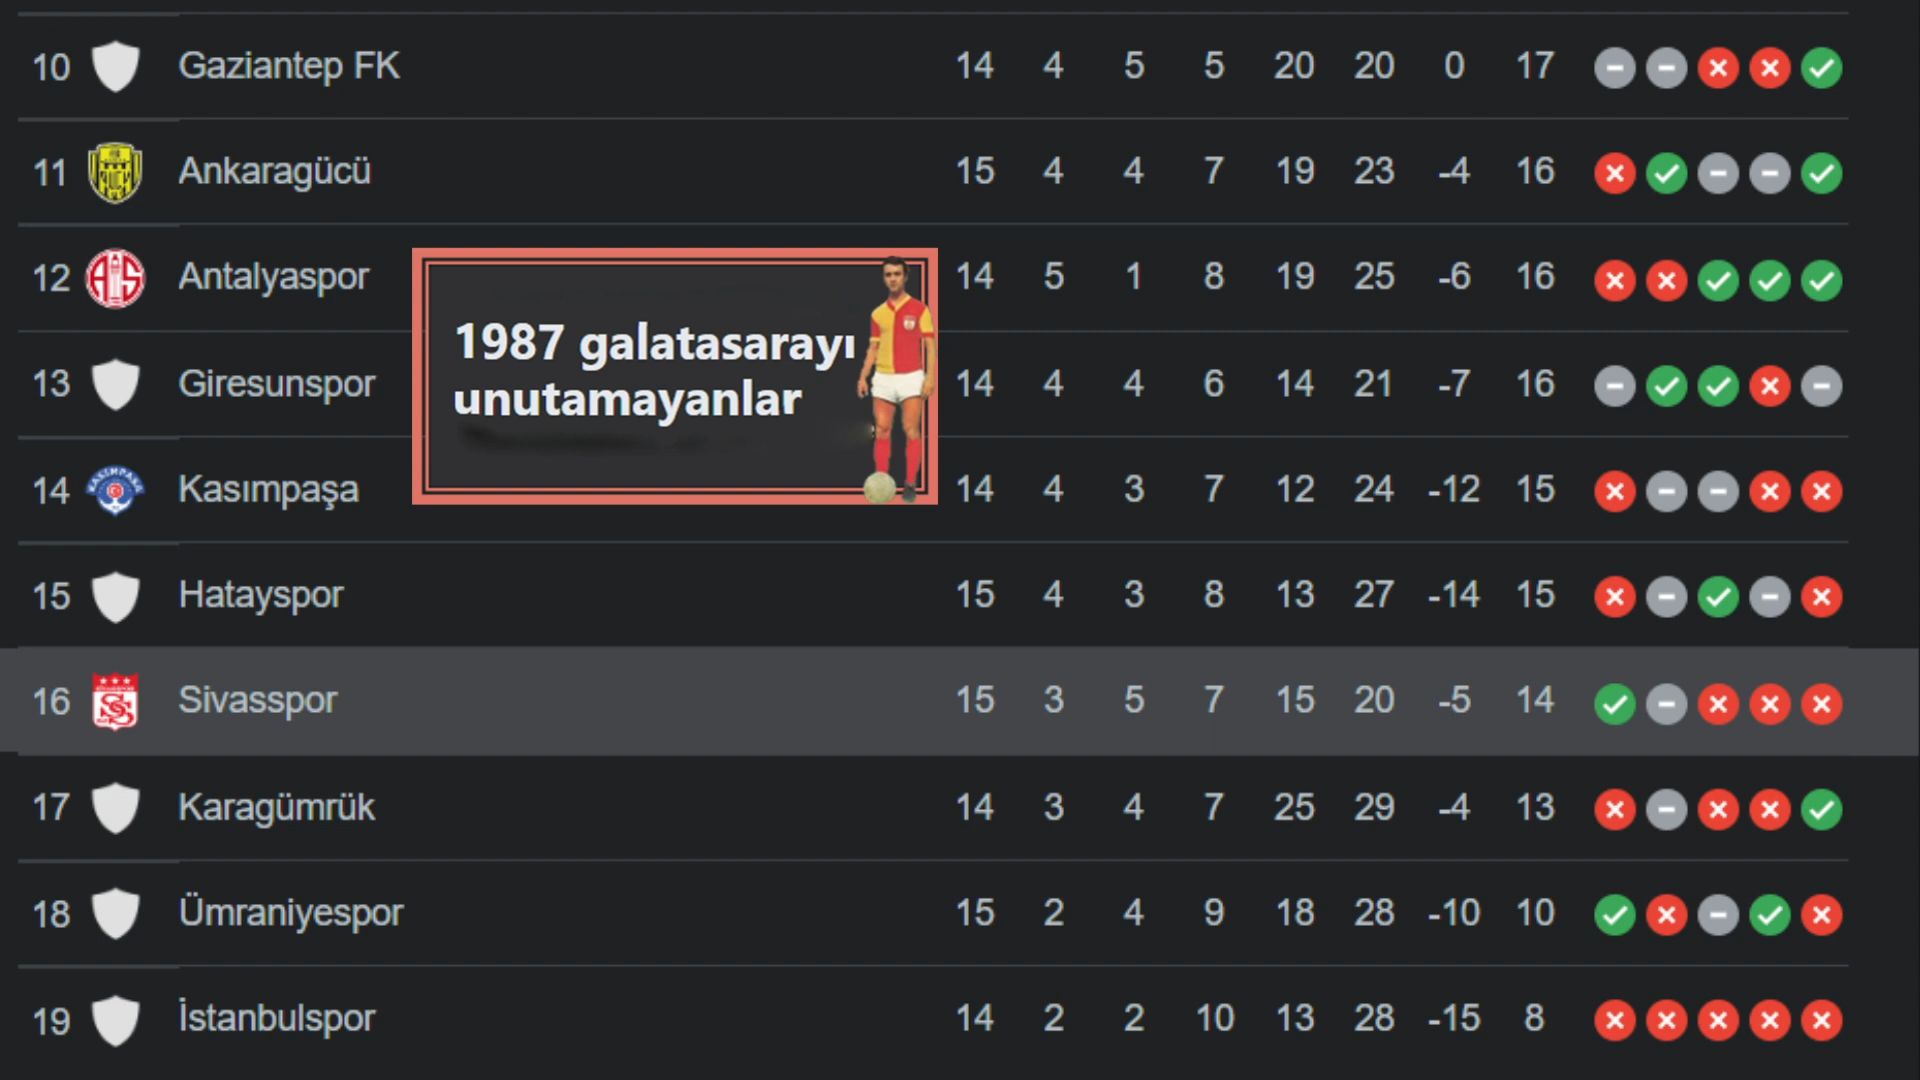 10 Gaziantep FK 14 4 5 5 20 20 0 17
11 Ankaragücü 15 4 4 7 19 23 -4 16
12 Antalyaspor 14 5 1 8 19 25 -6 16
1987 galatasarayı
unutamayanlar
13 Giresunspor 14 4 4 6 14 21 -7 16
14 Kasımpaşa 14 4 3 7 12 24 -12 15
15 Hatayspor 15 4 3 8 13 27 -14 15
16 Sivasspor 15 3 5 7 15 20 -5 14
17 Karagümrük 14 3 4 7 25 29 -4 13
18 Ümraniyespor 15 2 4 9 18 28 -10 10
19 İstanbulspor 14 2 2 10 13 28 -15 8